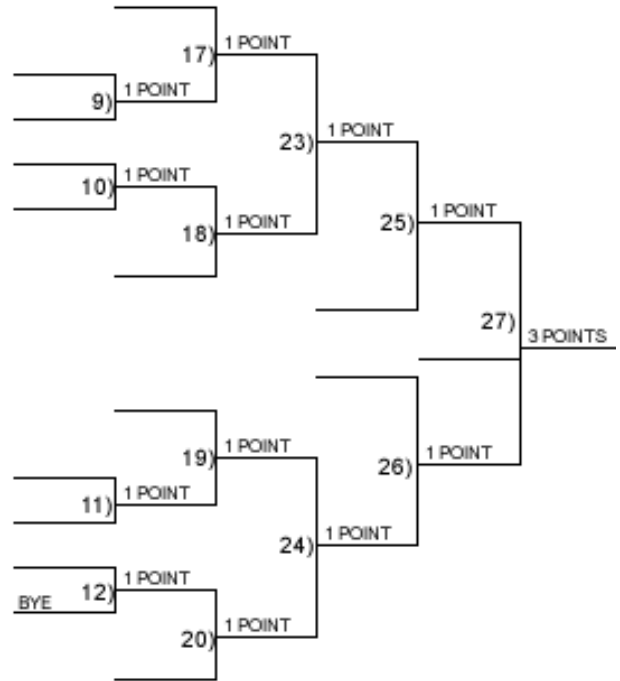 17) 1 POINT
9) 1 POINT
23) 1 POINT
10) 1 POINT
18) 1 POINT
25) 1 POINT
27) 3 POINTS
19) 1 POINT
26) 1 POINT
11) 1 POINT
24) 1 POINT
12) 1 POINT
BYE
20) 1 POINT